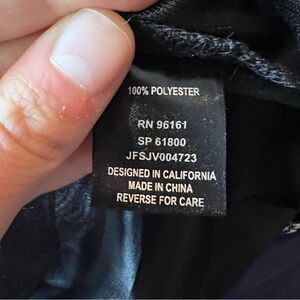 100% POLYESTER
RN 96161
SP 61800
JFSJV004723
DESIGNED IN CALIFORNIA
MADE IN CHINA
REVERSE FOR CARE